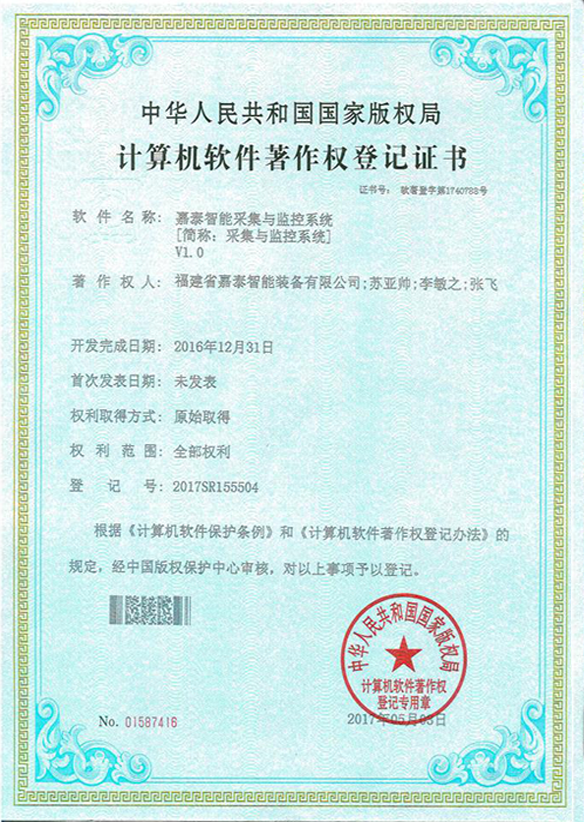 中华人民共和国国家版权局
计算机软件著作权登记证书
证书号： 软著登字第1740788号
软件名称： 嘉泰智能采集与监控系统
[简称：采集与监控系统]
V1.0
著作权人： 福建省嘉泰智能装备有限公司;苏亚帅;李敏之;张飞
开发完成日期： 2016年12月31日
首次发表日期： 未发表
权利取得方式： 原始取得
权利范围： 全部权利
登记号： 2017SR155504
根据《计算机软件保护条例》和《计算机软件著作权登记办法》的
规定，经中国版权保护中心审核，对以上事项予以登记。
中华人民共和国国家版权局
计算机软件著作权
登记专用章
No. 01587416
2017年05月03日